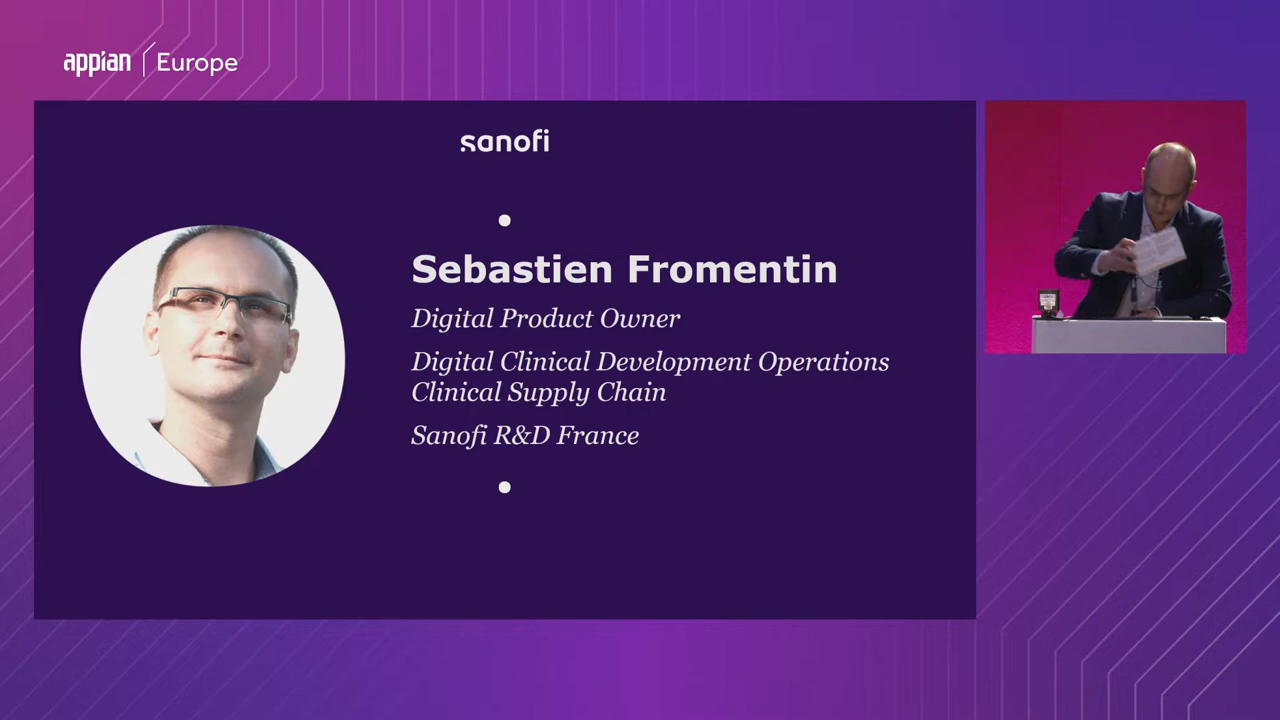 appian Europe
sanofi
Sebastien Fromentin
Digital Product Owner
Digital Clinical Development Operations
Clinical Supply Chain
Sanofi R&D France